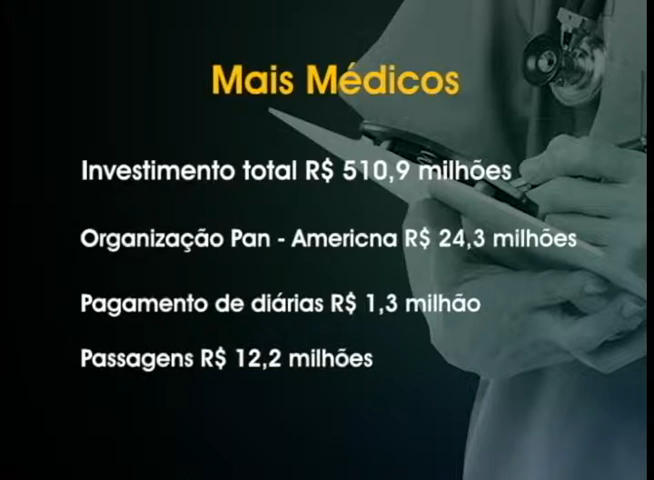 Mais Médicos
Investimento total R$ 510,9 milhões
Organização Pan - Americna R$ 24,3 milhões
Pagamento de diárias R$ 1,3 milhão
Passagens R$ 12,2 milhões